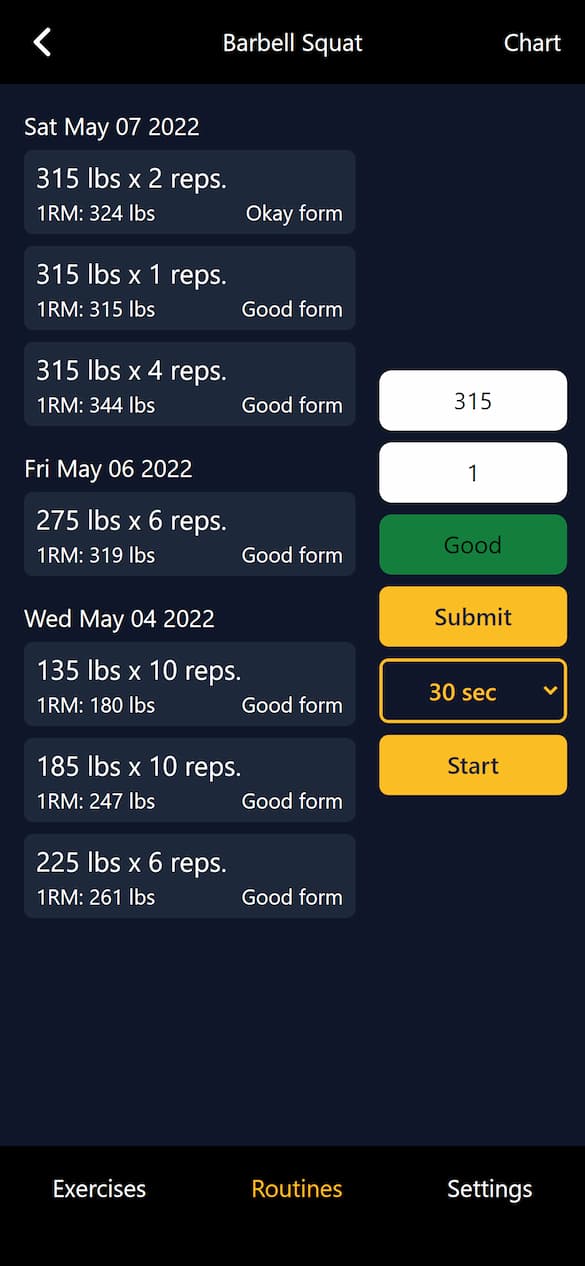 Barbell Squat Chart
Sat May 07 2022
315 lbs x 2 reps.
1RM: 324 lbs Okay form
315 lbs x 1 reps.
1RM: 315 lbs Good form
315 lbs x 4 reps.
1RM: 344 lbs Good form
Fri May 06 2022
275 lbs x 6 reps.
1RM: 319 lbs Good form
Wed May 04 2022
135 lbs x 10 reps.
1RM: 180 lbs Good form
185 lbs x 10 reps.
1RM: 247 lbs Good form
225 lbs x 6 reps.
1RM: 261 lbs Good form
315
1
Good
Submit
30 sec
Start
Exercises Routines Settings